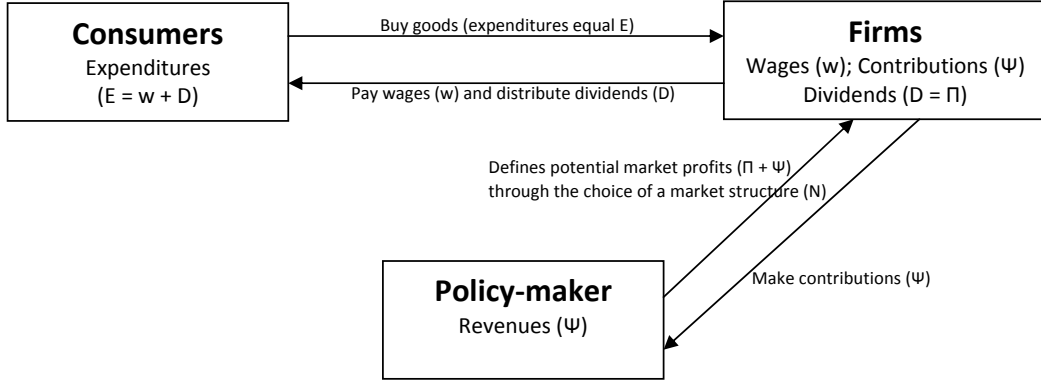 Consumers
Expenditures
(E = w + D)
Buy goods (expenditures equal E)
Pay wages (w) and distribute dividends (D)
Firms
Wages (w); Contributions (Ψ)
Dividends (D = Π)
Defines potential market profits (Π + Ψ)
through the choice of a market structure (N)
Make contributions (Ψ)
Policy-maker
Revenues (Ψ)